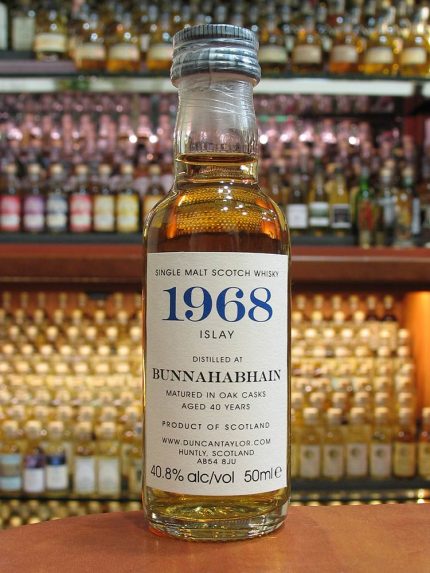 SINGLE MALT SCOTCH WHISKY
1968
ISLAY
DISTILLED AT
BUNNAHABHAIN
MATURED IN OAK CASKS
AGED 40 YEARS
PRODUCT OF SCOTLAND
WWW.DUNCANTAYLOR.COM
HUNTLY, SCOTLAND
AB54 8JU
40.8% alc/vol 50ml e